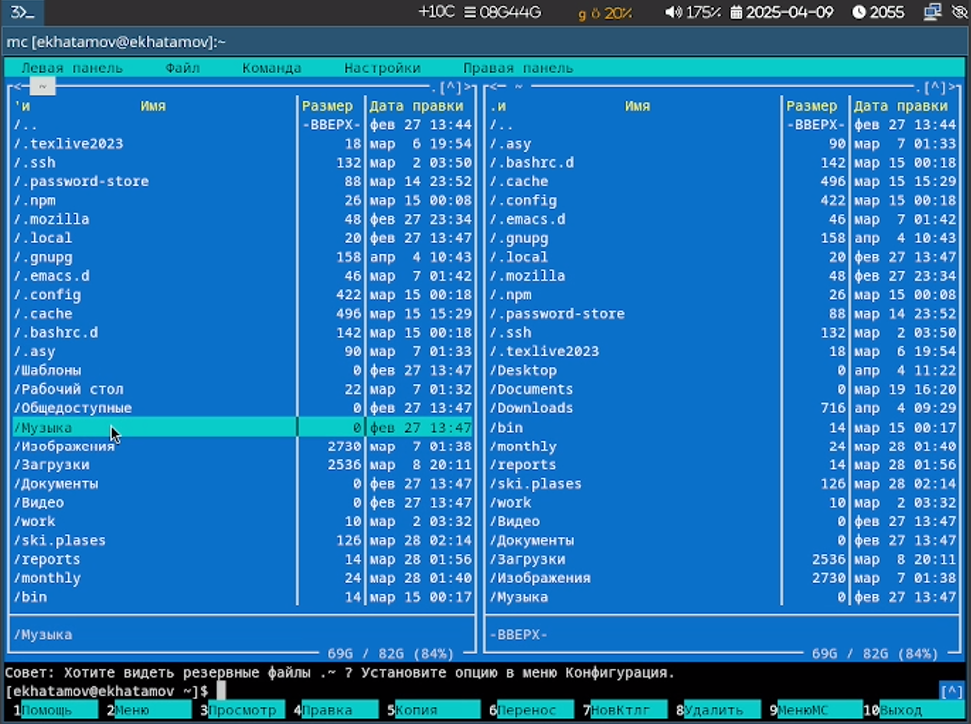 3>_ +10C 08G44G 20% 175% 2025-04-09 2055
mc [ekhatamov@ekhatamov]:~
Левая панель Файл Команда Настройки Правая панель
<─ ~ .[^]> <─ ~ .[^]>
'и Имя Размер Дата правки .и Имя Размер Дата правки
/.. -ВВЕРХ- фев 27 13:44 /.. -ВВЕРХ- фев 27 13:44
/.texlive2023 18 мар 6 19:54 /.asy 90 мар 7 01:33
/.ssh 132 мар 2 03:50 /.bashrc.d 142 мар 15 00:18
/.password-store 88 мар 14 23:52 /.cache 496 мар 15 15:29
/.npm 26 мар 15 00:08 /.config 422 мар 15 00:18
/.mozilla 48 фев 27 23:34 /.emacs.d 46 мар 7 01:42
/.local 20 фев 27 13:47 /.gnupg 158 апр 4 10:43
/.gnupg 158 апр 4 10:43 /.local 20 фев 27 13:47
/.emacs.d 46 мар 7 01:42 /.mozilla 48 фев 27 23:34
/.config 422 мар 15 00:18 /.npm 26 мар 15 00:08
/.cache 496 мар 15 15:29 /.password-store 88 мар 14 23:52
/.bashrc.d 142 мар 15 00:18 /.ssh 132 мар 2 03:50
/.asy 90 мар 7 01:33 /.texlive2023 18 мар 6 19:54
/Шаблоны 0 фев 27 13:47 /Desktop 0 апр 4 11:22
/Рабочий стол 22 мар 7 01:32 /Documents 0 мар 19 16:20
/Общедоступные 0 фев 27 13:47 /Downloads 716 апр 4 09:29
/Музыка 0 фев 27 13:47 /bin 14 мар 15 00:17
/Изображения 2730 мар 7 01:38 /monthly 24 мар 28 01:40
/Загрузки 2536 мар 8 20:11 /reports 14 мар 28 01:56
/Документы 0 фев 27 13:47 /ski.plases 126 мар 28 02:14
/Видео 0 фев 27 13:47 /work 10 мар 2 03:32
/work 10 мар 2 03:32 /Видео 0 фев 27 13:47
/ski.plases 126 мар 28 02:14 /Документы 0 фев 27 13:47
/reports 14 мар 28 01:56 /Загрузки 2536 мар 8 20:11
/monthly 24 мар 28 01:40 /Изображения 2730 мар 7 01:38
/bin 14 мар 15 00:17 /Музыка 0 фев 27 13:47
/Музыка -ВВЕРХ-
69G / 82G (84%) 69G / 82G (84%)
Совет: Хотите видеть резервные файлы .~ ? Установите опцию в меню Конфигурация.
[ekhatamov@ekhatamov ~]$ [^]
1Помощь 2Меню 3Просмотр 4Правка 5Копия 6Перенос 7НовКтлг 8Удалить 9МенюМС 10Выход